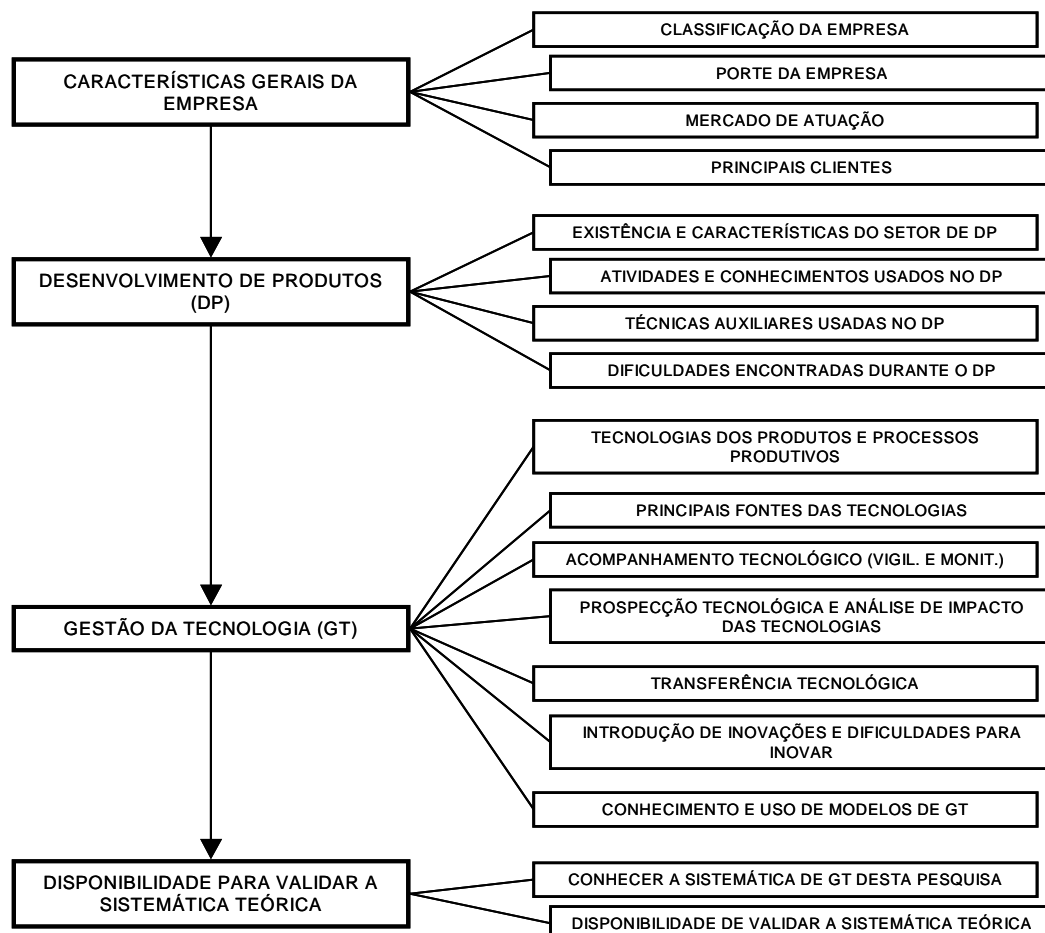 CARACTERÍSTICAS GERAIS DA
EMPRESA
CLASSIFICAÇÃO DA EMPRESA
PORTE DA EMPRESA
MERCADO DE ATUAÇÃO
PRINCIPAIS CLIENTES
DESENVOLVIMENTO DE PRODUTOS
(DP)
EXISTÊNCIA E CARACTERÍSTICAS DO SETOR DE DP
ATIVIDADES E CONHECIMENTOS USADOS NO DP
TÉCNICAS AUXILIARES USADAS NO DP
DIFICULDADES ENCONTRADAS DURANTE O DP
GESTÃO DA TECNOLOGIA (GT)
TECNOLOGIAS DOS PRODUTOS E PROCESSOS
PRODUTIVOS
PRINCIPAIS FONTES DAS TECNOLOGIAS
ACOMPANHAMENTO TECNOLÓGICO (VIGIL. E MONIT.)
PROSPECÇÃO TECNOLÓGICA E ANÁLISE DE IMPACTO
DAS TECNOLOGIAS
TRANSFERÊNCIA TECNOLÓGICA
INTRODUÇÃO DE INOVAÇÕES E DIFICULDADES PARA
INOVAR
CONHECIMENTO E USO DE MODELOS DE GT
DISPONIBILIDADE PARA VALIDAR A
SISTEMÁTICA TEÓRICA
CONHECER A SISTEMÁTICA DE GT DESTA PESQUISA
DISPONIBILIDADE DE VALIDAR A SISTEMÁTICA TEÓRICA